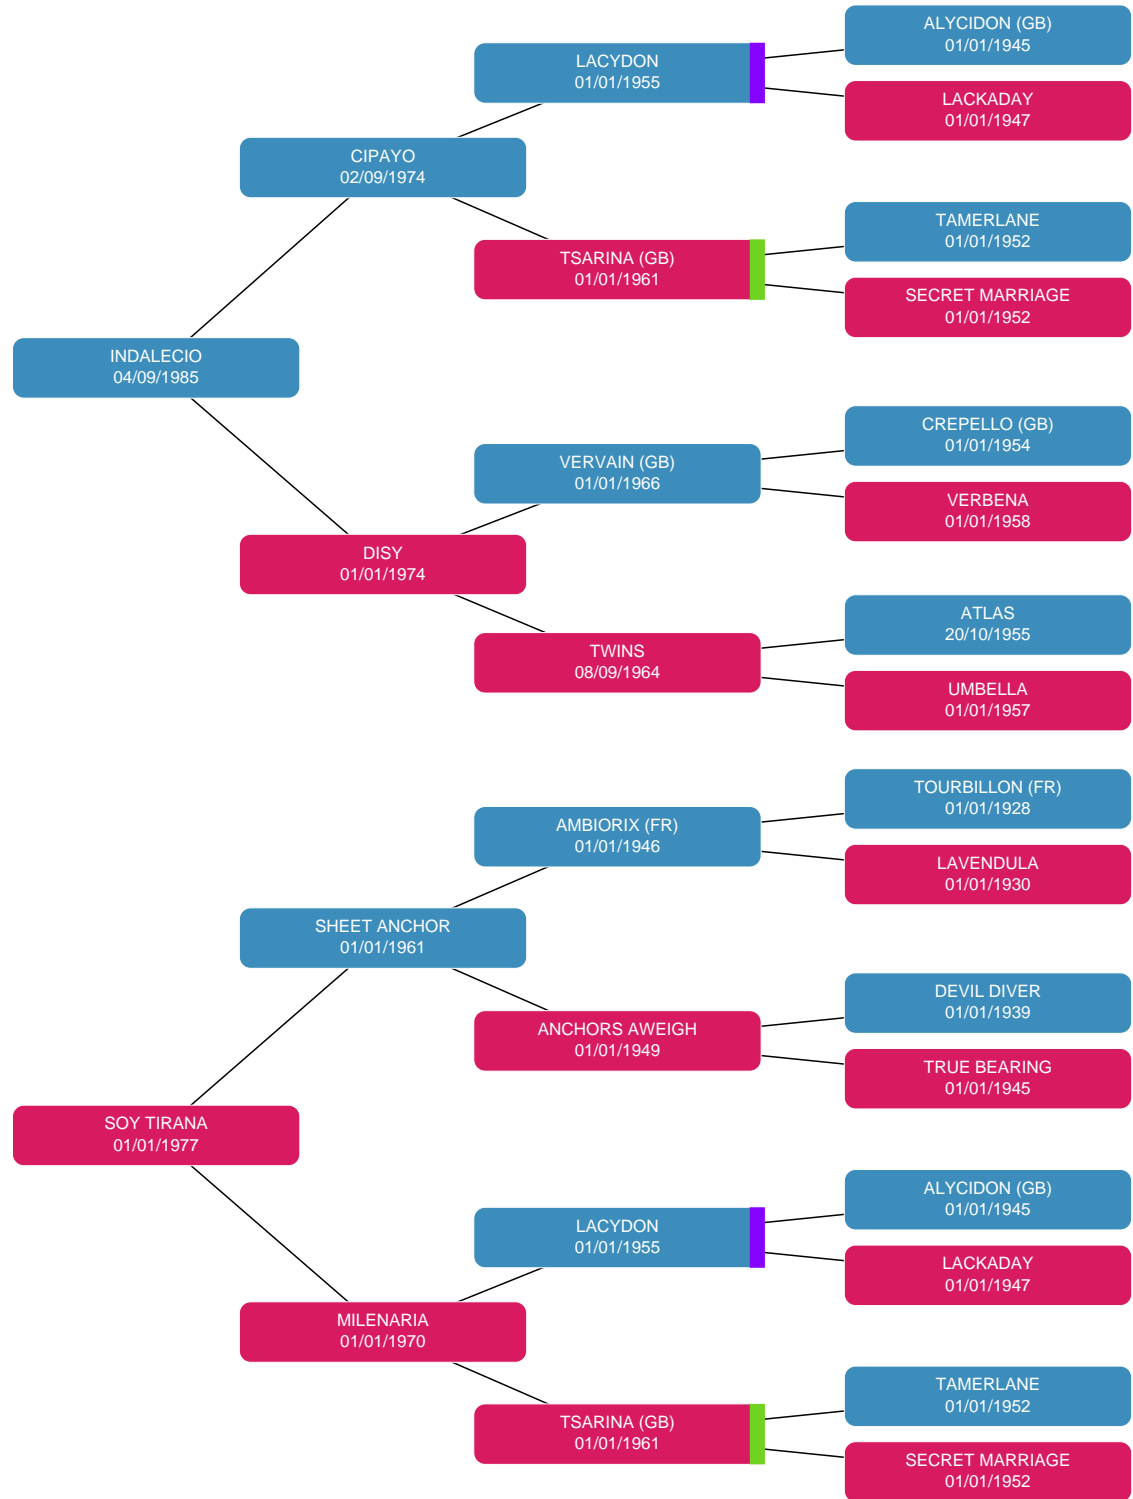 ALYCIDON (GB)
01/01/1945
LACYDON
01/01/1955
LACKADAY
01/01/1947
CIPAYO
02/09/1974
TAMERLANE
01/01/1952
TSARINA (GB)
01/01/1961
SECRET MARRIAGE
01/01/1952
INDALECIO
04/09/1985
CREPELLO (GB)
01/01/1954
VERVAIN (GB)
01/01/1966
VERBENA
01/01/1958
DISY
01/01/1974
ATLAS
20/10/1955
TWINS
08/09/1964
UMBELLA
01/01/1957
TOURBILLON (FR)
01/01/1928
AMBIORIX (FR)
01/01/1946
LAVENDULA
01/01/1930
SHEET ANCHOR
01/01/1961
DEVIL DIVER
01/01/1939
ANCHORS AWEIGH
01/01/1949
TRUE BEARING
01/01/1945
SOY TIRANA
01/01/1977
ALYCIDON (GB)
01/01/1945
LACYDON
01/01/1955
LACKADAY
01/01/1947
MILENARIA
01/01/1970
TAMERLANE
01/01/1952
TSARINA (GB)
01/01/1961
SECRET MARRIAGE
01/01/1952